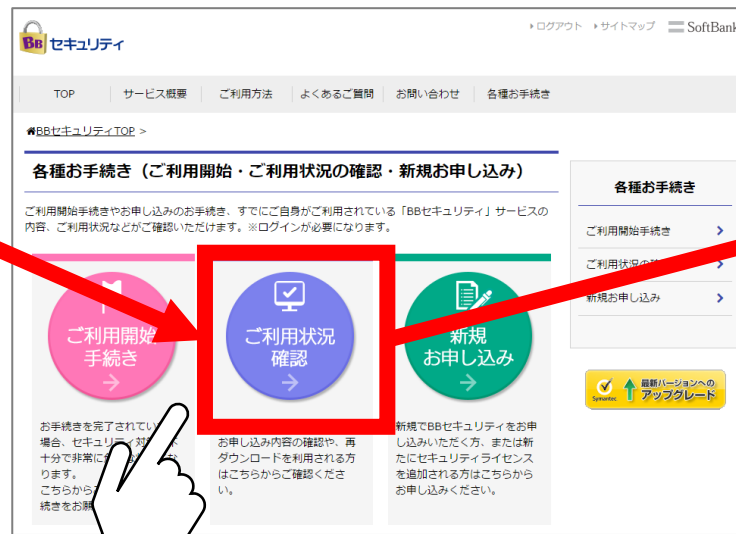 ログアウト サイトマップ SoftBank
BB セキュリティ
TOP サービス概要 ご利用方法 よくあるご質問 お問い合わせ 各種お手続き
BBセキュリティTOP >
各種お手続き（ご利用開始・ご利用状況の確認・新規お申し込み）
ご利用開始手続きやお申し込みのお手続き、すでにご自身がご利用されている「BBセキュリティ」サービスの
内容、ご利用状況などがご確認いただけます。※ログインが必要になります。
ご利用開始
手続き
お手続きを完了されてい
場合、セキュリティ対
十分で非常に
ります。
こちらから
続きをお願
ご利用状況
確認
お申し込み内容の確認や、再
ダウンロードを利用される方
はこちらからご確認くださ
い。
新規
お申し込み
新規でBBセキュリティをお申
し込みいただく方、または新
たにセキュリティライセンス
を追加される方はこちらから
お申し込みください。
各種お手続き
ご利用開始手続き
ご利用状況の
新規お申し込み
Symantec. 最新バージョンへの
アップグレード